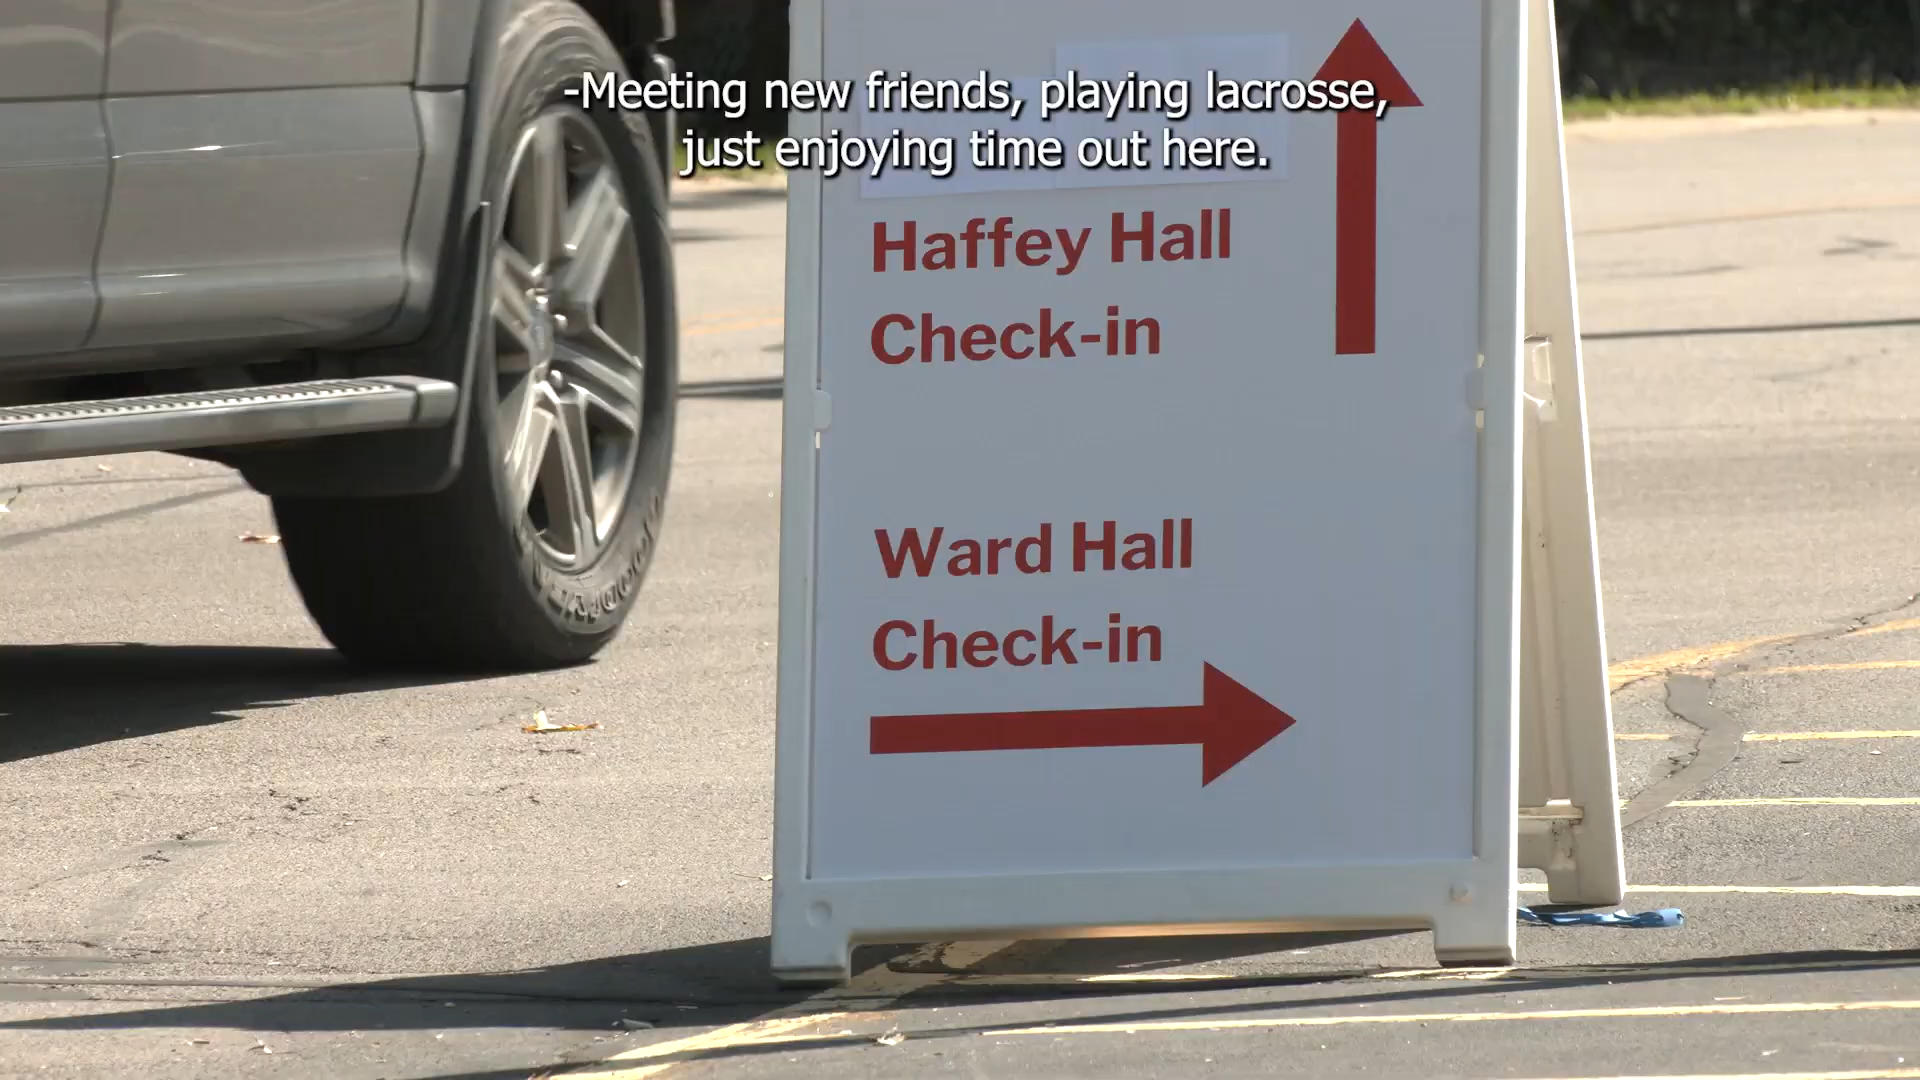 -Meeting new friends, playing lacrosse,
just enjoying time out here.
Haffey Hall
Check-in
Ward Hall
Check-in